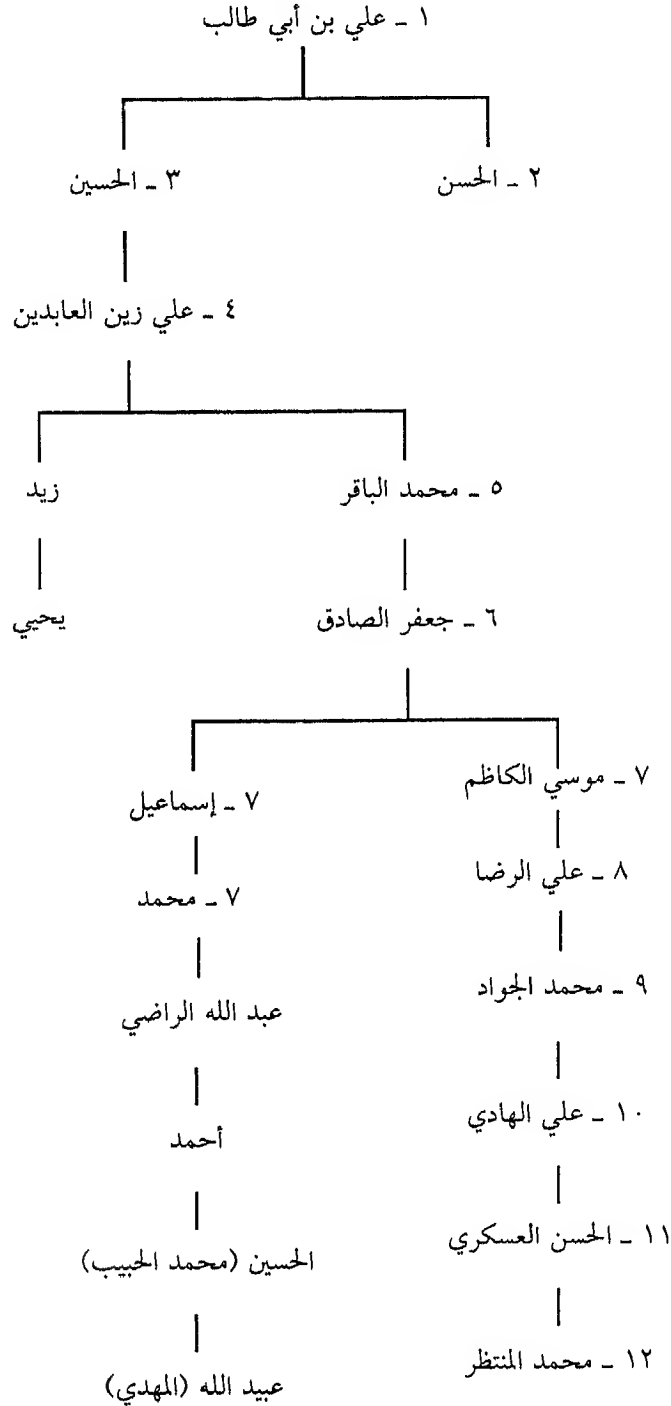 ١ ـ علي بن أبي طالب
٢ ـ الحسن
٣ ـ الحسين
٤ ـ علي زين العابدين
٥ ـ محمد الباقر
زيد
٦ ـ جعفر الصادق
يحيي
٧ ـ موسي الكاظم
٧ ـ إسماعيل
٨ ـ علي الرضا
٧ ـ محمد
٩ ـ محمد الجواد
عبد الله الراضي
١٠ ـ علي الهادي
أحمد
١١ ـ الحسن العسكري
الحسين (محمد الحبيب)
١٢ ـ محمد المنتظر
عبيد الله (المهدي)